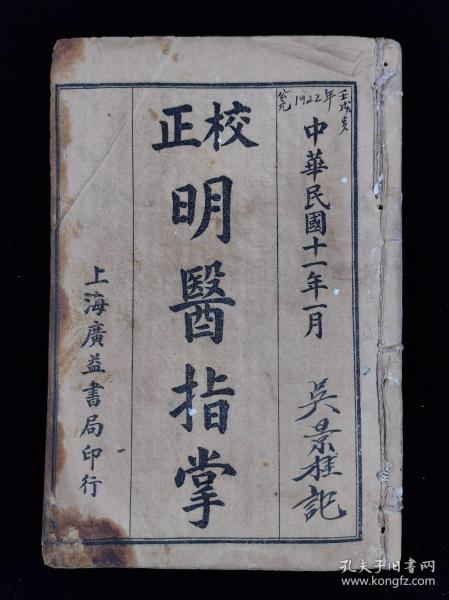 公元1922年壬戌岁
中華民國十一年一月
吳景桂記
校正
明醫指掌
上海廣益書局印行
孔夫子旧书网
www.kongfz.com